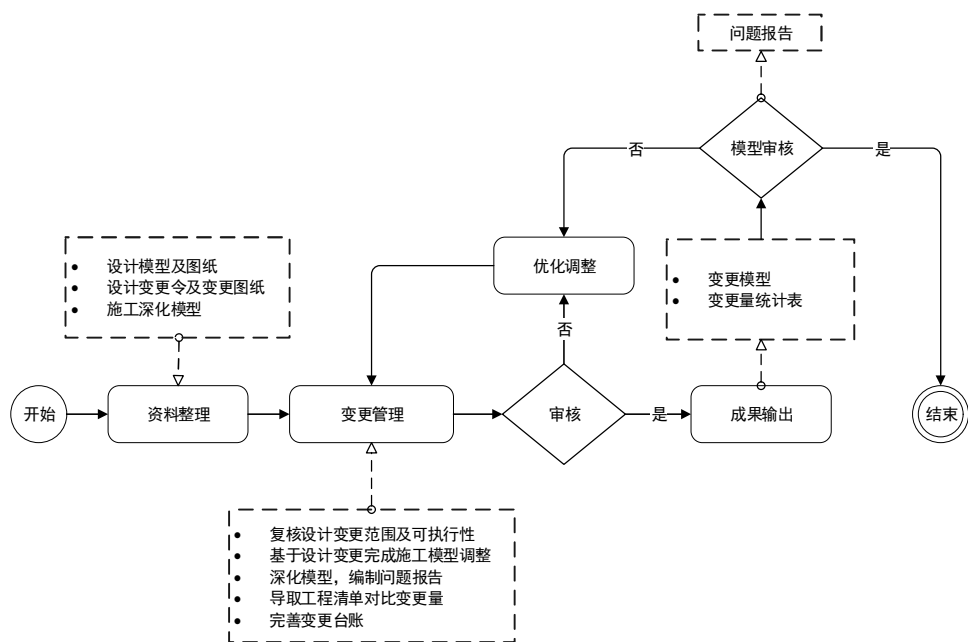 问题报告
模型审核
否
是
优化调整
● 设计模型及图纸
● 设计变更令及变更图纸
● 施工深化模型
● 变更模型
● 变更量统计表
否
开始
资料整理
变更管理
审核
是
成果输出
结束
● 复核设计变更范围及可执行性
● 基于设计变更完成施工模型调整
● 深化模型，编制问题报告
● 导取工程清单对比变更量
● 完善变更台账